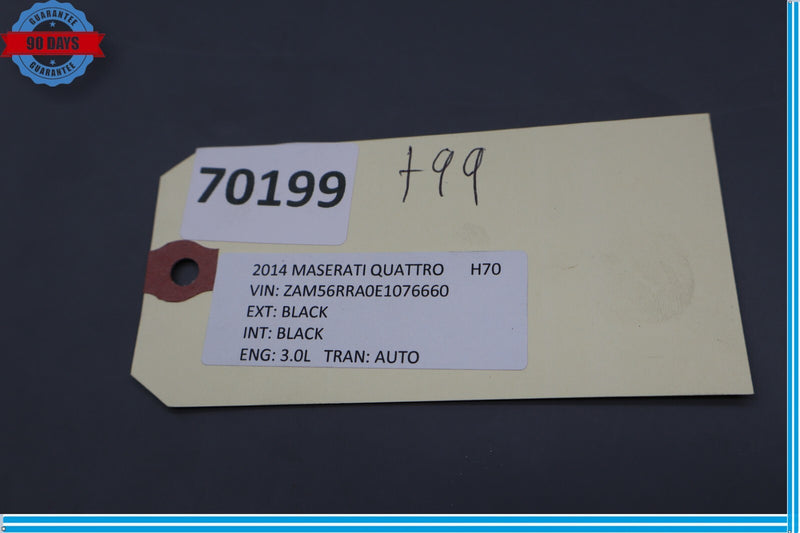 GUARANTEE
90 DAYS
GUARANTEE
70199
t99
2014 MASERATI QUATTRO H70
VIN: ZAM56RRA0E1076660
EXT: BLACK
INT: BLACK
ENG: 3.0L TRAN: AUTO